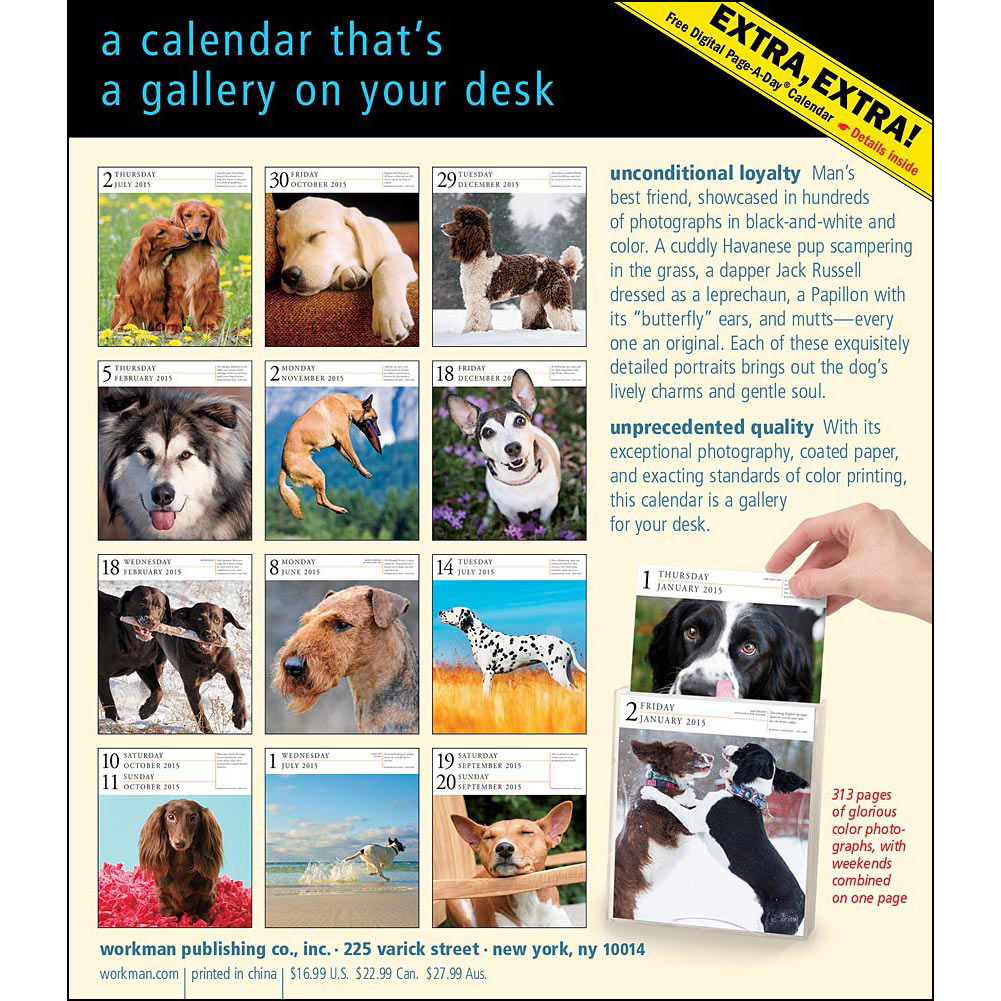 a calendar that's
a gallery on your desk
EXTRA, EXTRA!
Free Digital Page-A-Day® Calendar
Details inside
2 THURSDAY
JULY 2015
30 FRIDAY
OCTOBER 2015
29 TUESDAY
DECEMBER 2015
5 THURSDAY
FEBRUARY 2015
2 MONDAY
NOVEMBER 2015
18 FRIDAY
DECEMBER 20
18 WEDNESDAY
FEBRUARY 2015
8 MONDAY
JUNE 2015
14 TUESDAY
JULY 2015
10 SATURDAY
OCTOBER 2015
11 SUNDAY
OCTOBER 2015
1 WEDNESDAY
JULY 2015
19 SATURDAY
SEPTEMBER 2015
20 SUNDAY
SEPTEMBER 2015
unconditional loyalty Man's
best friend, showcased in hundreds
of photographs in black-and-white and
color. A cuddly Havanese pup scampering
in the grass, a dapper Jack Russell
dressed as a leprechaun, a Papillon with
its "butterfly" ears, and mutts—every
one an original. Each of these exquisitely
detailed portraits brings out the dog's
lively charms and gentle soul.
unprecedented quality With its
exceptional photography, coated paper,
and exacting standards of color printing,
this calendar is a gallery
for your desk.
1 THURSDAY
JANUARY 2015
2 FRIDAY
JANUARY 2015
313 pages
of glorious
color photo-
graphs, with
weekends
combined
on one page
workman publishing co., inc. · 225 varick street · new york, ny 10014
workman.com | printed in china | $16.99 U.S. $22.99 Can. $27.99 Aus.